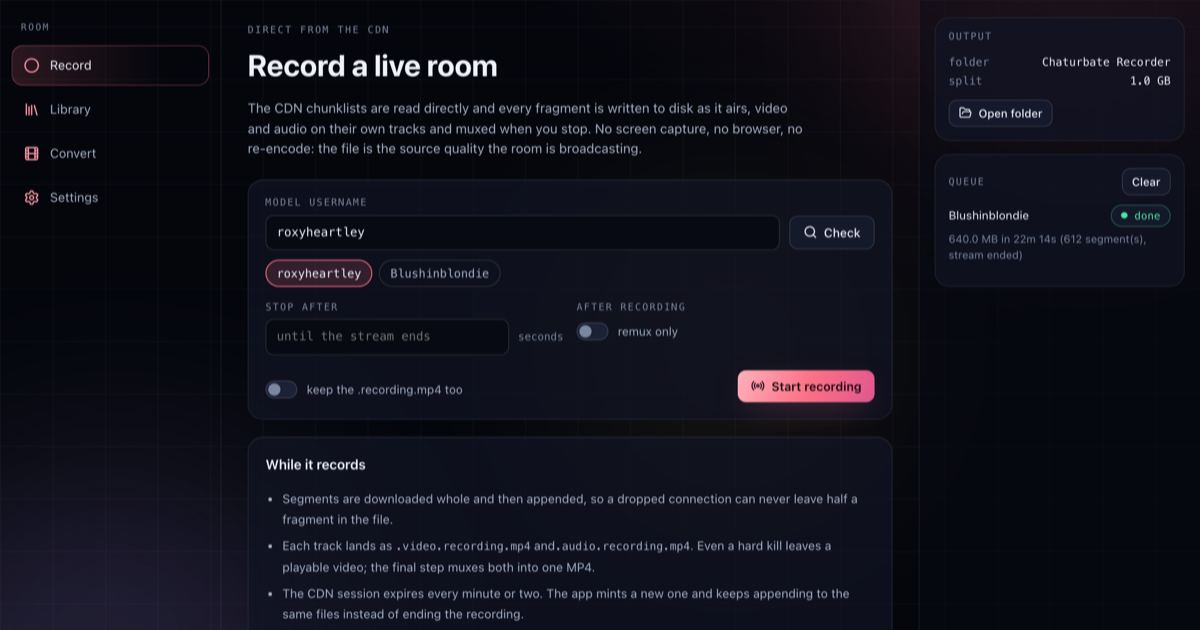 ROOM
Record
Library
Convert
Settings
DIRECT FROM THE CDN
Record a live room
The CDN chunklists are read directly and every fragment is written to disk as it airs, video
and audio on their own tracks and muxed when you stop. No screen capture, no browser, no
re-encode: the file is the source quality the room is broadcasting.
MODEL USERNAME
roxyheartley
Check
roxyheartley
Blushinblondie
STOP AFTER
until the stream ends
seconds
AFTER RECORDING
remux only
keep the .recording.mp4 too
Start recording
While it records
• Segments are downloaded whole and then appended, so a dropped connection can never leave half a
fragment in the file.
• Each track lands as .video.recording.mp4 and.audio.recording.mp4. Even a hard kill leaves a
playable video; the final step muxes both into one MP4.
• The CDN session expires every minute or two. The app mints a new one and keeps appending to the
same files instead of ending the recording.
OUTPUT
folder Chaturbate Recorder
split 1.0 GB
Open folder
QUEUE
Clear
Blushinblondie
done
640.0 MB in 22m 14s (612 segment(s),
stream ended)